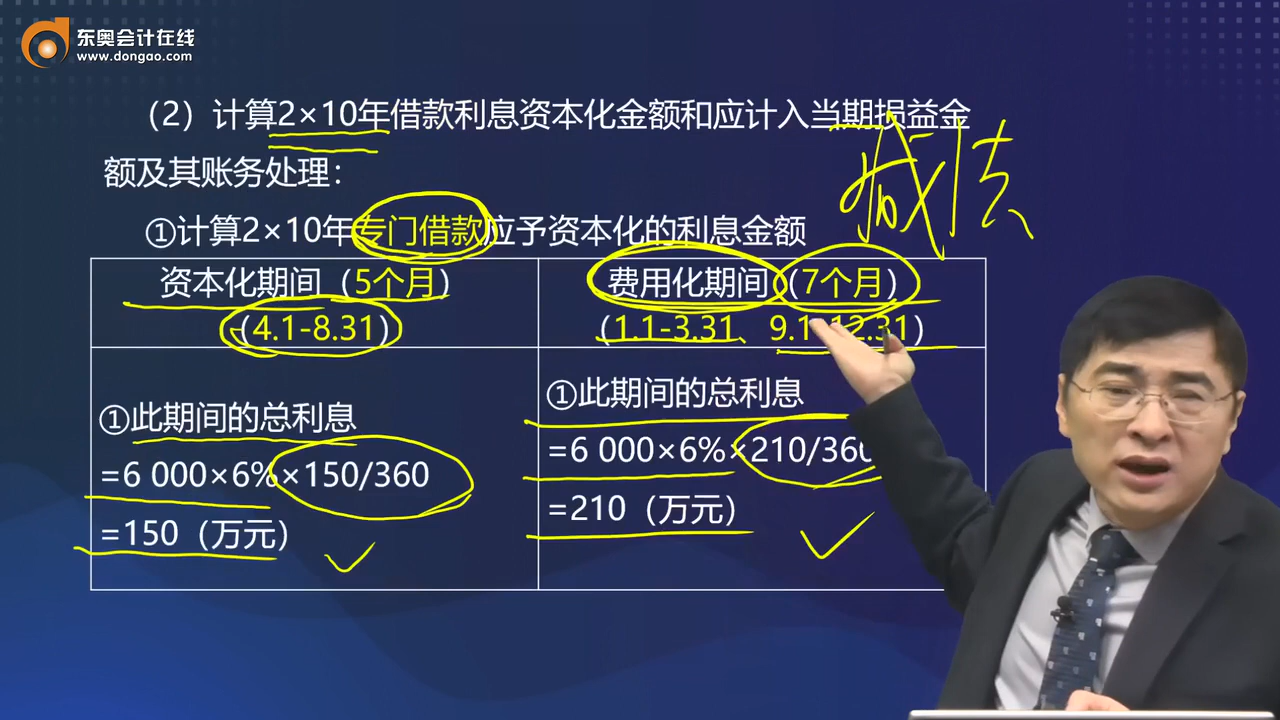 东奥会计在线
www.dongao.com
（2）计算2×10年借款利息资本化金额和应计入当期损益金
额及其账务处理：
减法
①计算2×10年专门借款应予资本化的利息金额
资本化期间（5个月）
（4.1-8.31）
费用化期间（7个月）
（1.1-3.31、9.1-12.31）
①此期间的总利息
=6 000×6%×150/360
=150（万元）
①此期间的总利息
=6 000×6%×210/360
=210（万元）